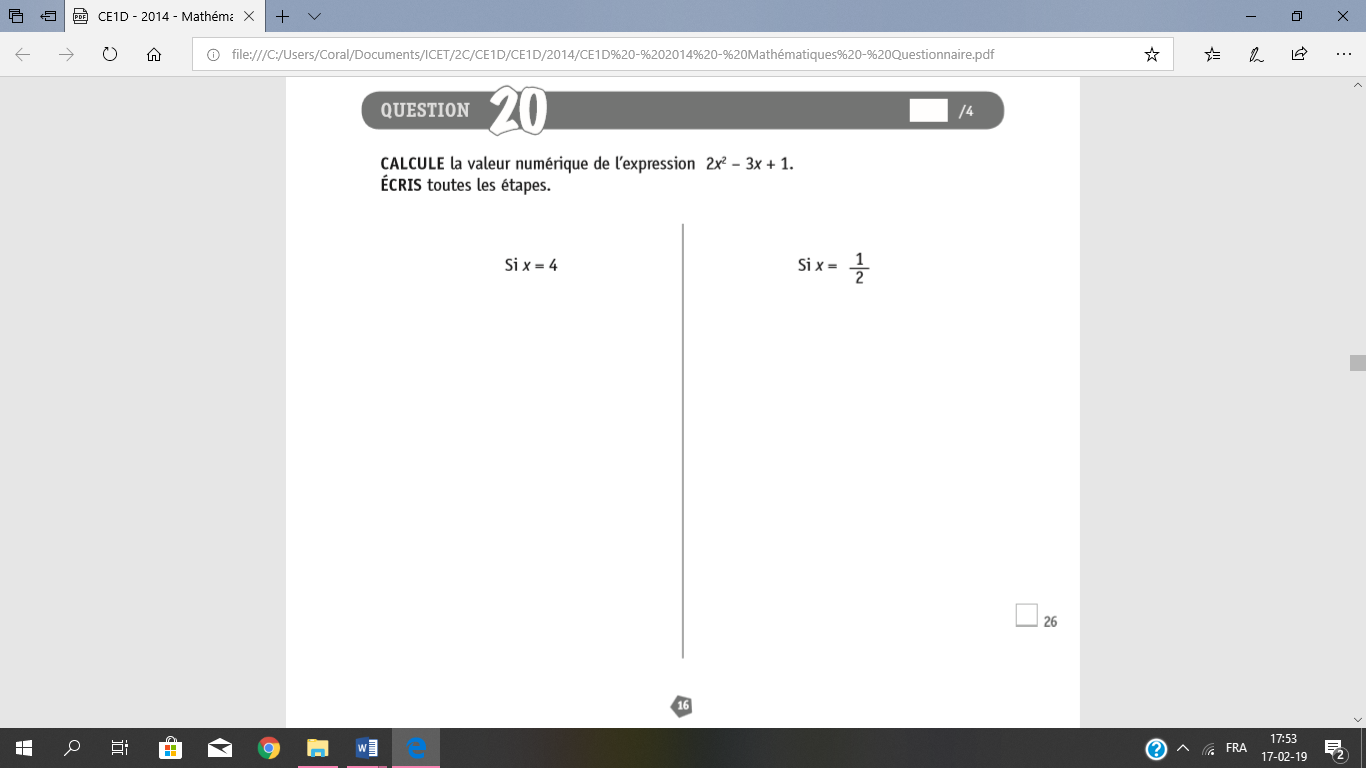 CE1D - 2014 - Mathéma
file:///C:/Users/Coral/Documents/ICET/2C/CE1D/CE1D/2014/CE1D%20-%202014%20-%20Mathématiques%20-%20Questionnaire.pdf
QUESTION 20 /4
CALCULE la valeur numérique de l'expression 2x² – 3x + 1.
ÉCRIS toutes les étapes.
Si x = 4
Si x = 1/2
26
16
FRA
17:53
17-02-19
2